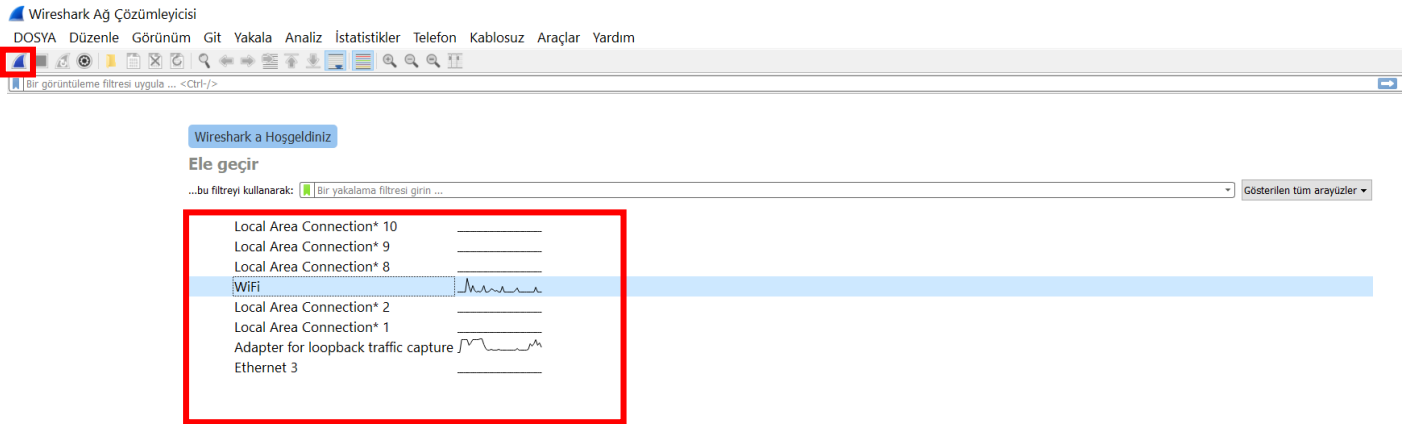 Wireshark Ağ Çözümleyicisi
DOSYA Düzenle Görünüm Git Yakala Analiz İstatistikler Telefon Kablosuz Araçlar Yardım
Bir görüntüleme filtresi uygula ... <Ctrl-/>
Wireshark a Hoşgeldiniz
Ele geçir
...bu filtreyi kullanarak: Bir yakalama filtresi girin ... Gösterilen tüm arayüzler
Local Area Connection* 10
Local Area Connection* 9
Local Area Connection* 8
WiFi
Local Area Connection* 2
Local Area Connection* 1
Adapter for loopback traffic capture
Ethernet 3